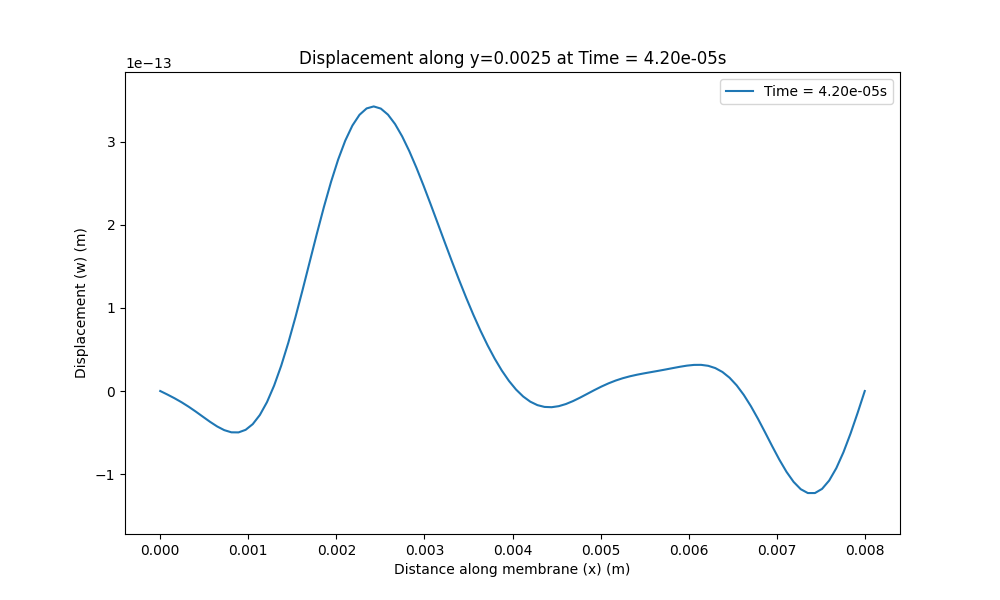 Displacement along y=0.0025 at Time = 4.20e-05s
1e−13
Time = 4.20e-05s
3
2
1
0
−1
Displacement (w) (m)
0.000 0.001 0.002 0.003 0.004 0.005 0.006 0.007 0.008
Distance along membrane (x) (m)